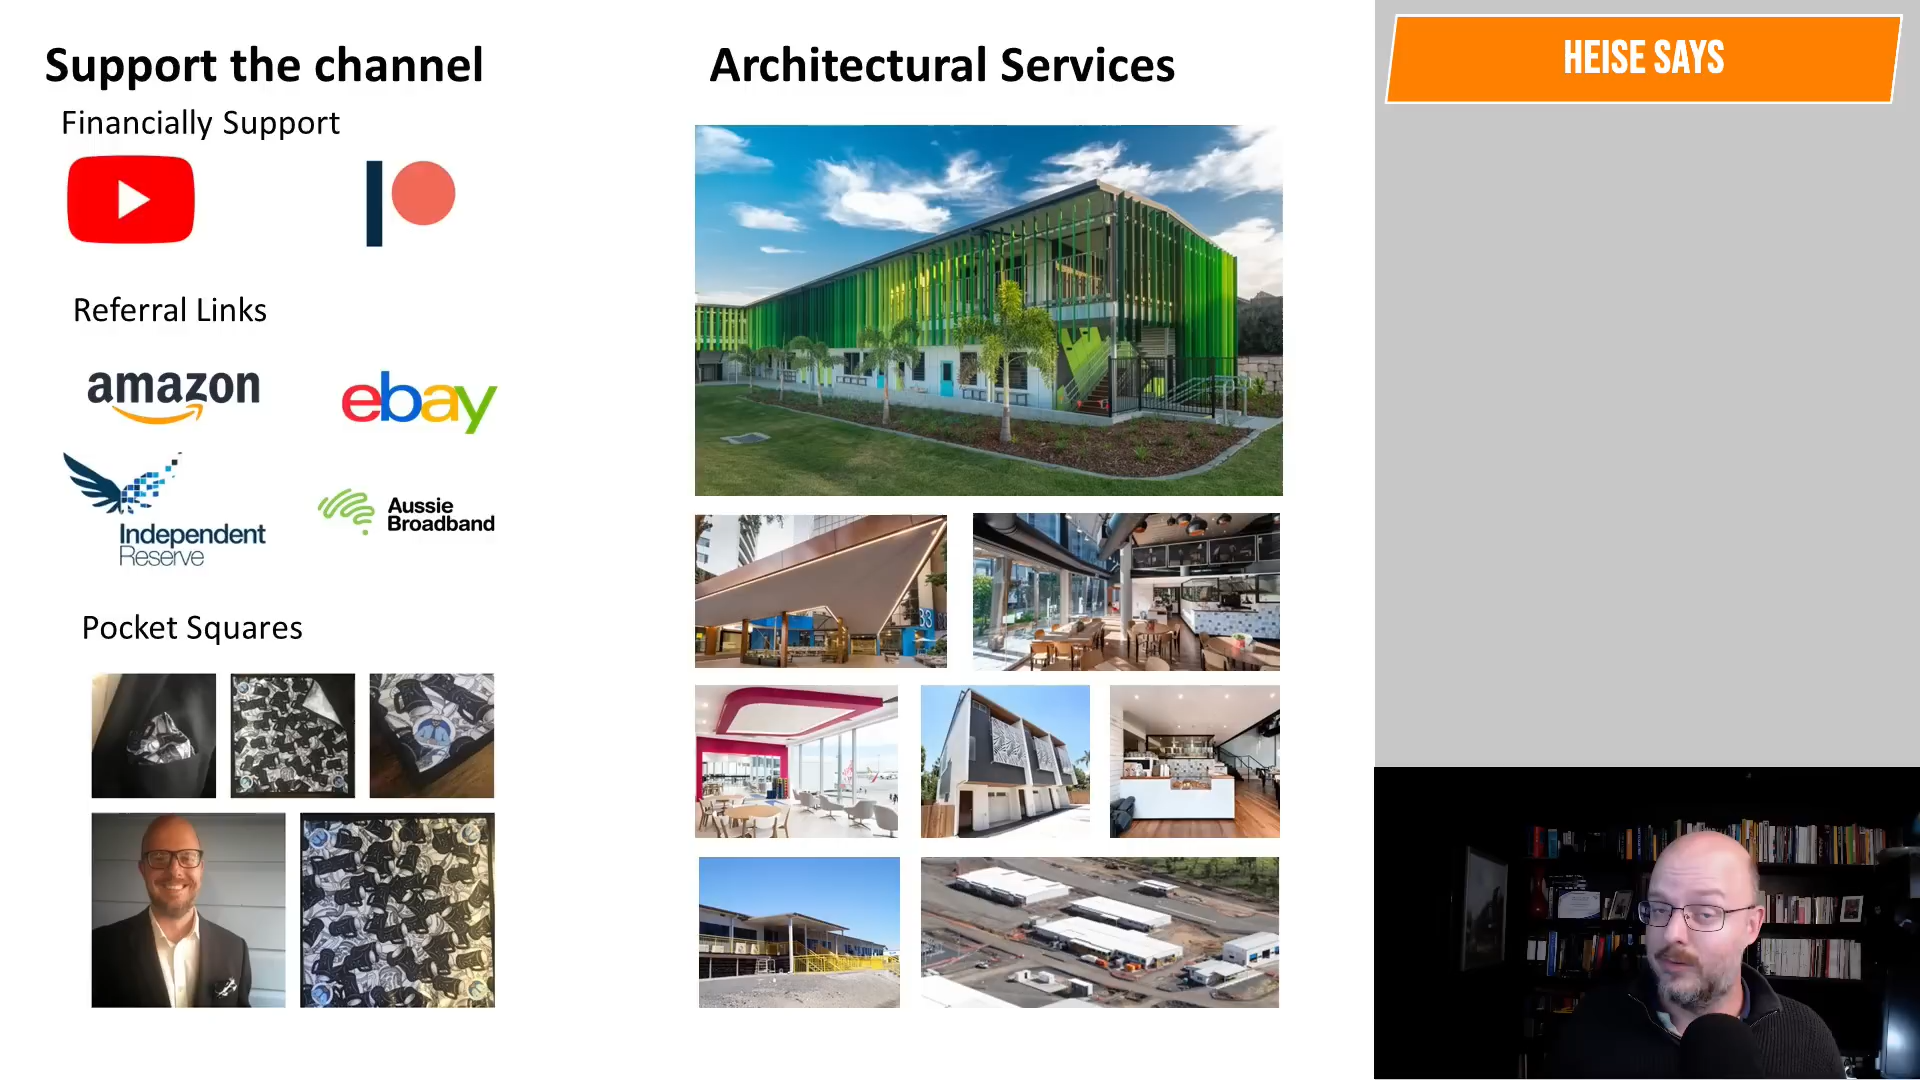 Support the channel
Financially Support
Referral Links
amazon
ebay
Independent
Reserve
Aussie
Broadband
Pocket Squares
Architectural Services
33
HEISE SAYS